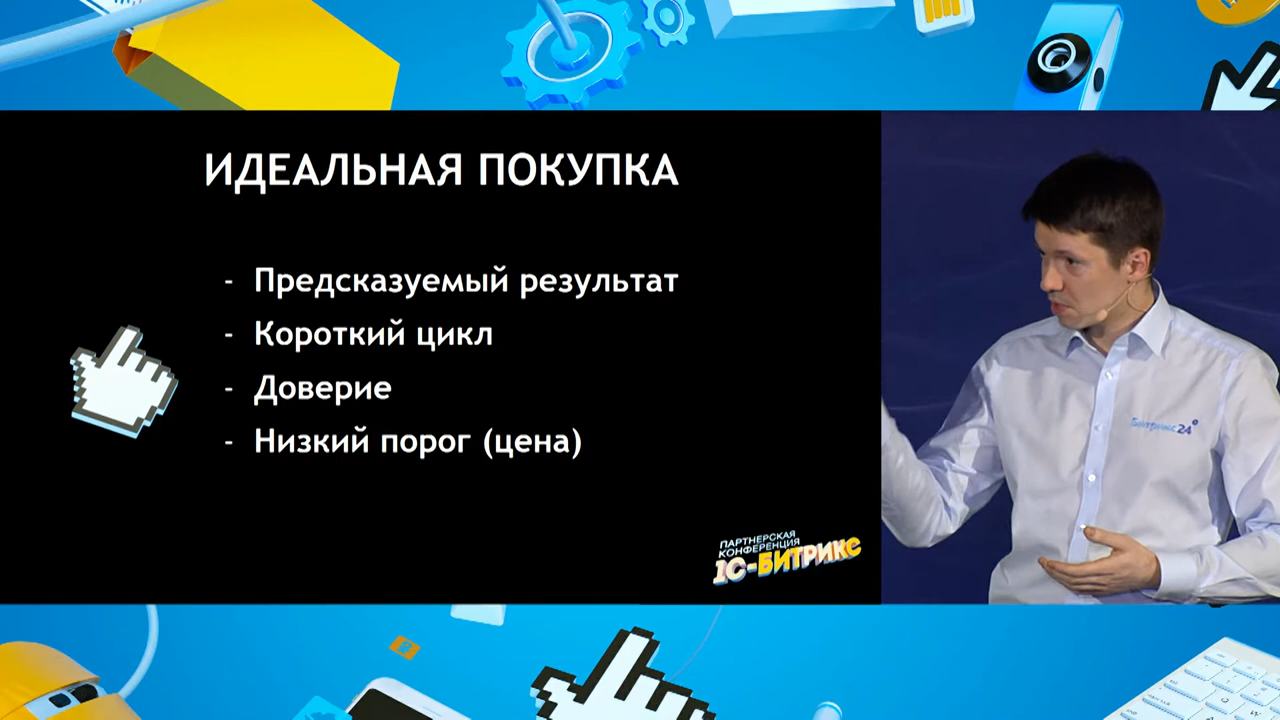 ИДЕАЛЬНАЯ ПОКУПКА
- Предсказуемый результат
- Короткий цикл
- Доверие
- Низкий порог (цена)
ПАРТНЕРСКАЯ
КОНФЕРЕНЦИЯ
1С-БИТРИКС
Битрикс24